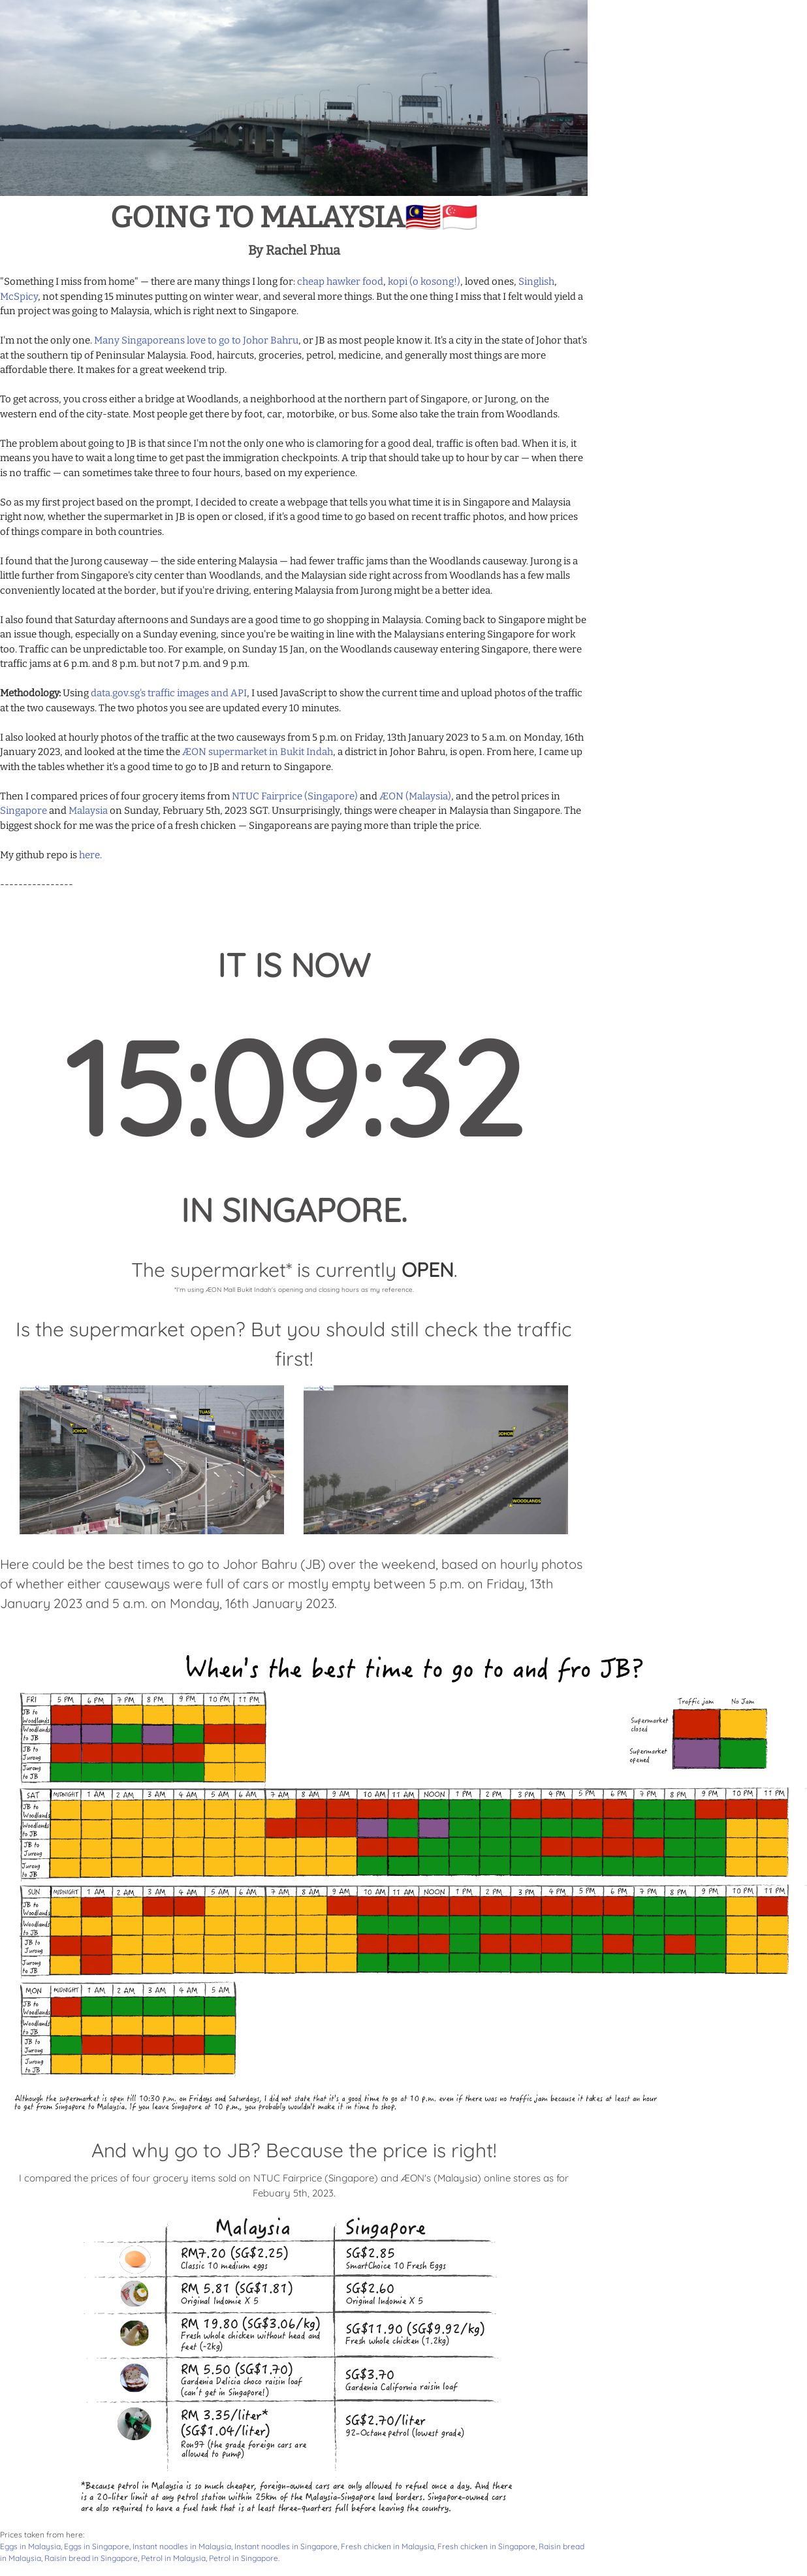 GOING TO MALAYSIA🇲🇾🇸🇬
By Rachel Phua
"Something I miss from home" — there are many things I long for: cheap hawker food, kopi (o kosong!), loved ones, Singlish,
McSpicy, not spending 15 minutes putting on winter wear, and several more things. But the one thing I miss that I felt would yield a
fun project was going to Malaysia, which is right next to Singapore.
I'm not the only one. Many Singaporeans love to go to Johor Bahru, or JB as most people know it. It's a city in the state of Johor that's
at the southern tip of Peninsular Malaysia. Food, haircuts, groceries, petrol, medicine, and generally most things are more
affordable there. It makes for a great weekend trip.
To get across, you cross either a bridge at Woodlands, a neighborhood at the northern part of Singapore, or Jurong, on the
western end of the city-state. Most people get there by foot, car, motorbike, or bus. Some also take the train from Woodlands.
The problem about going to JB is that since I'm not the only one who is clamoring for a good deal, traffic is often bad. When it is, it
means you have to wait a long time to get past the immigration checkpoints. A trip that should take up to hour by car — when there
is no traffic — can sometimes take three to four hours, based on my experience.
So as my first project based on the prompt, I decided to create a webpage that tells you what time it is in Singapore and Malaysia
right now, whether the supermarket in JB is open or closed, if it's a good time to go based on recent traffic photos, and how prices
of things compare in both countries.
I found that the Jurong causeway — the side entering Malaysia — had fewer traffic jams than the Woodlands causeway. Jurong is a
little further from Singapore's city center than Woodlands, and the Malaysian side right across from Woodlands has a few malls
conveniently located at the border, but if you're driving, entering Malaysia from Jurong might be a better idea.
I also found that Saturday afternoons and Sundays are a good time to go shopping in Malaysia. Coming back to Singapore might be
an issue though, especially on a Sunday evening, since you're be waiting in line with the Malaysians entering Singapore for work
too. Traffic can be unpredictable too. For example, on Sunday 15 Jan, on the Woodlands causeway entering Singapore, there were
traffic jams at 6 p.m. and 8 p.m. but not 7 p.m. and 9 p.m.
Methodology: Using data.gov.sg's traffic images and API, I used JavaScript to show the current time and upload photos of the traffic
at the two causeways. The two photos you see are updated every 10 minutes.
I also looked at hourly photos of the traffic at the two causeways from 5 p.m. on Friday, 13th January 2023 to 5 a.m. on Monday, 16th
January 2023, and looked at the time the ÆON supermarket in Bukit Indah, a district in Johor Bahru, is open. From here, I came up
with the tables whether it's a good time to go to JB and return to Singapore.
Then I compared prices of four grocery items from NTUC Fairprice (Singapore) and ÆON (Malaysia), and the petrol prices in
Singapore and Malaysia on Sunday, February 5th, 2023 SGT. Unsurprisingly, things were cheaper in Malaysia than Singapore. The
biggest shock for me was the price of a fresh chicken — Singaporeans are paying more than triple the price.
My github repo is here.
----------------
IT IS NOW
15:09:32
IN SINGAPORE.
The supermarket* is currently OPEN.
*I'm using ÆON Mall Bukit Indah's opening and closing hours as my reference.
Is the supermarket open? But you should still check the traffic
first!
TUAS
JOHOR
JOHOR
WOODLANDS
Here could be the best times to go to Johor Bahru (JB) over the weekend, based on hourly photos
of whether either causeways were full of cars or mostly empty between 5 p.m. on Friday, 13th
January 2023 and 5 a.m. on Monday, 16th January 2023.
When's the best time to go to and fro JB?
Traffic jam No Jam
Supermarket closed
Supermarket opened
FRI 5 PM 6 PM 7 PM 8 PM 9 PM 10 PM 11 PM
JB to Woodlands
Woodlands to JB
JB to Jurong
Jurong to JB
SAT MIDNIGHT 1 AM 2 AM 3 AM 4 AM 5 AM 6 AM 7 AM 8 AM 9 AM 10 AM 11 AM NOON 1 PM 2 PM 3 PM 4 PM 5 PM 6 PM 7 PM 8 PM 9 PM 10 PM 11 PM
JB to Woodlands
Woodlands to JB
JB to Jurong
Jurong to JB
SUN MIDNIGHT 1 AM 2 AM 3 AM 4 AM 5 AM 6 AM 7 AM 8 AM 9 AM 10 AM 11 AM NOON 1 PM 2 PM 3 PM 4 PM 5 PM 6 PM 7 PM 8 PM 9 PM 10 PM 11 PM
JB to Woodlands
Woodlands to JB
JB to Jurong
Jurong to JB
MON MIDNIGHT 1 AM 2 AM 3 AM 4 AM 5 AM
JB to Woodlands
Woodlands to JB
JB to Jurong
Jurong to JB
Although the supermarket is open till 10:30 p.m. on Fridays and Saturdays, I did not state that it's a good time to go at 10 p.m. even if there was no traffic jam because it takes at least an hour
to get from Singapore to Malaysia. If you leave Singapore at 10 p.m., you probably wouldn't make it in time to shop.
And why go to JB? Because the price is right!
I compared the prices of four grocery items sold on NTUC Fairprice (Singapore) and ÆON's (Malaysia) online stores as for
Febuary 5th, 2023.
Malaysia Singapore
RM7.20 (SG$2.25) SG$2.85
Classic 10 medium eggs SmartChoice 10 Fresh Eggs
RM 5.81 (SG$1.81) SG$2.60
Original Indomie X 5 Original Indomie X 5
RM 19.80 (SG$3.06/kg) SG$11.90 (SG$9.92/kg)
Fresh whole chicken without head and Fresh whole chicken (1.2kg)
feet (~2kg)
RM 5.50 (SG$1.70) SG$3.70
Gardenia Delicia choco raisin loaf Gardenia California raisin loaf
(can't get in Singapore!)
RM 3.35/liter* SG$2.70/liter
(SG$1.04/liter) 92-Octane petrol (lowest grade)
Ron97 (the grade foreign cars are
allowed to pump)
*Because petrol in Malaysia is so much cheaper, foreign-owned cars are only allowed to refuel once a day. And there
is a 20-liter limit at any petrol station within 25km of the Malaysia-Singapore land borders. Singapore-owned cars
are also required to have a fuel tank that is at least three-quarters full before leaving the country.
Prices taken from here:
Eggs in Malaysia, Eggs in Singapore, Instant noodles in Malaysia, Instant noodles in Singapore, Fresh chicken in Malaysia, Fresh chicken in Singapore, Raisin bread
in Malaysia, Raisin bread in Singapore, Petrol in Malaysia, Petrol in Singapore.